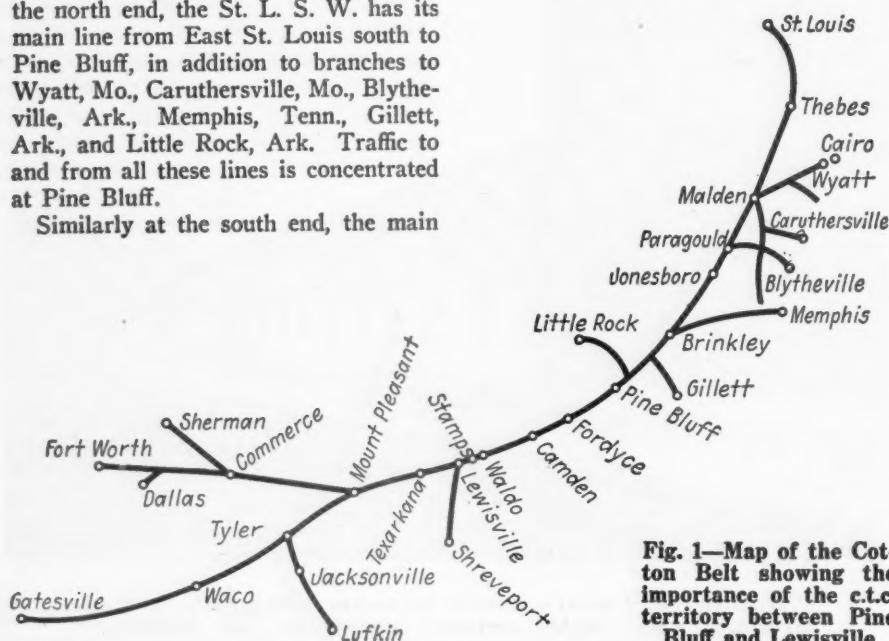 the north end, the St. L. S. W. has its
main line from East St. Louis south to
Pine Bluff, in addition to branches to
Wyatt, Mo., Caruthersville, Mo., Blythe-
ville, Ark., Memphis, Tenn., Gillett,
Ark., and Little Rock, Ark. Traffic to
and from all these lines is concentrated
at Pine Bluff.
Similarly at the south end, the main
St. Louis
Thebes
Cairo
Wyatt
Malden
Caruthersville
Paragould
Jonesboro
Blytheville
Memphis
Brinkley
Little Rock
Gillett
Pine Bluff
Fordyce
Camden
Waldo
Stamps
Lewisville
Shreveport
Texarkana
Mount Pleasant
Commerce
Sherman
Fort Worth
Dallas
Tyler
Jacksonville
Lufkin
Waco
Gatesville
Fig. 1—Map of the Cot-
ton Belt showing the
importance of the c.t.c.
territory between Pine
Bluff and Lewisville